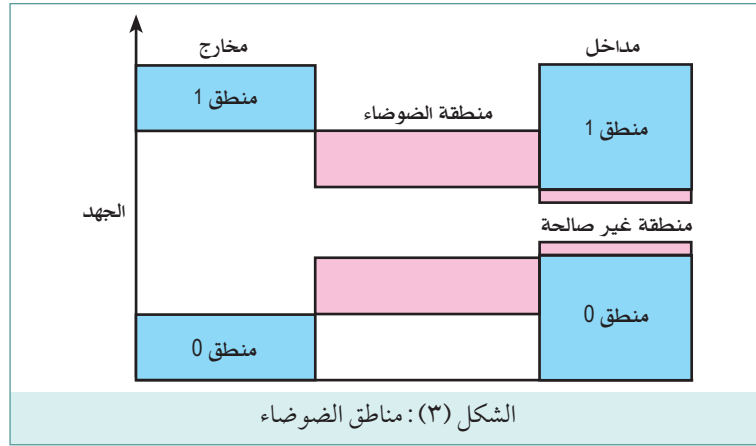 مخارج
مداخل
منطق 1
منطقة الضوضاء
منطق 1
الجهد
منطقة غير صالحة
منطق 0
منطق 0
الشكل (٣): مناطق الضوضاء